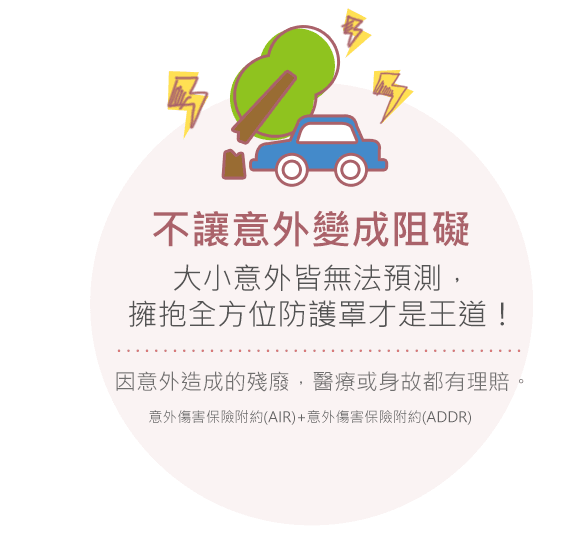 不讓意外變成阻礙
大小意外皆無法預測，
擁抱全方位防護罩才是王道！
因意外造成的殘廢，醫療或身故都有理賠。
意外傷害保險附約(AIR)+意外傷害保險附約(ADDR)